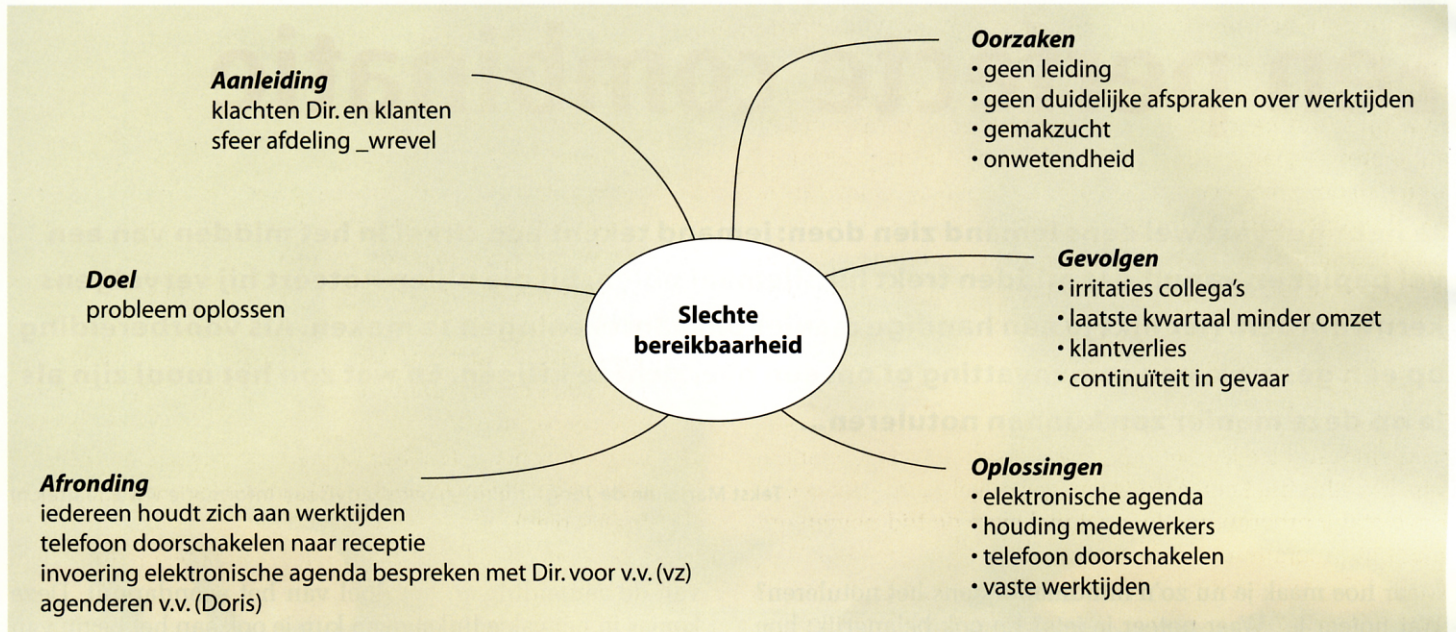 Aanleiding
klachten Dir. en klanten
sfeer afdeling _wrevel
Doel
probleem oplossen
Afronding
iedereen houdt zich aan werktijden
telefoon doorschakelen naar receptie
invoering elektronische agenda bespreken met Dir. voor v.v. (vz)
agenderen v.v. (Doris)
Slechte
bereikbaarheid
Oorzaken
• geen leiding
• geen duidelijke afspraken over werktijden
• gemakzucht
• onwetendheid
Gevolgen
• irritaties collega's
• laatste kwartaal minder omzet
• klantverlies
• continuïteit in gevaar
Oplossingen
• elektronische agenda
• houding medewerkers
• telefoon doorschakelen
• vaste werktijden